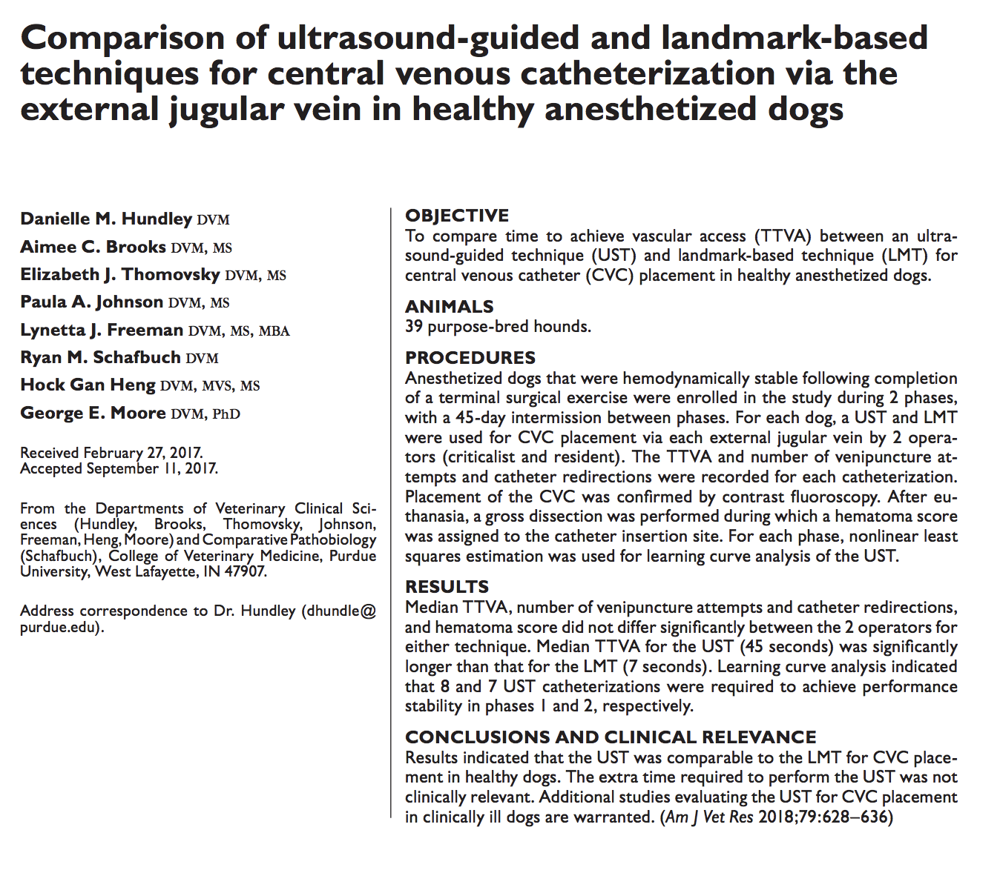 Comparison of ultrasound-guided and landmark-based
techniques for central venous catheterization via the
external jugular vein in healthy anesthetized dogs
Danielle M. Hundley DVM
Aimee C. Brooks DVM, MS
Elizabeth J. Thomovsky DVM, MS
Paula A. Johnson DVM, MS
Lynetta J. Freeman DVM, MS, MBA
Ryan M. Schafbuch DVM
Hock Gan Heng DVM, MVS, MS
George E. Moore DVM, PhD
Received February 27, 2017.
Accepted September 11, 2017.
From the Departments of Veterinary Clinical Sci-
ences (Hundley, Brooks, Thomovsky, Johnson,
Freeman, Heng, Moore) and Comparative Pathobiology
(Schafbuch), College of Veterinary Medicine, Purdue
University, West Lafayette, IN 47907.
Address correspondence to Dr. Hundley (dhundle@
purdue.edu).
OBJECTIVE
To compare time to achieve vascular access (TTVA) between an ultra-
sound-guided technique (UST) and landmark-based technique (LMT) for
central venous catheter (CVC) placement in healthy anesthetized dogs.
ANIMALS
39 purpose-bred hounds.
PROCEDURES
Anesthetized dogs that were hemodynamically stable following completion
of a terminal surgical exercise were enrolled in the study during 2 phases,
with a 45-day intermission between phases. For each dog, a UST and LMT
were used for CVC placement via each external jugular vein by 2 opera-
tors (criticalist and resident). The TTVA and number of venipuncture at-
tempts and catheter redirections were recorded for each catheterization.
Placement of the CVC was confirmed by contrast fluoroscopy. After eu-
thanasia, a gross dissection was performed during which a hematoma score
was assigned to the catheter insertion site. For each phase, nonlinear least
squares estimation was used for learning curve analysis of the UST.
RESULTS
Median TTVA, number of venipuncture attempts and catheter redirections,
and hematoma score did not differ significantly between the 2 operators for
either technique. Median TTVA for the UST (45 seconds) was significantly
longer than that for the LMT (7 seconds). Learning curve analysis indicated
that 8 and 7 UST catheterizations were required to achieve performance
stability in phases 1 and 2, respectively.
CONCLUSIONS AND CLINICAL RELEVANCE
Results indicated that the UST was comparable to the LMT for CVC place-
ment in healthy dogs. The extra time required to perform the UST was not
clinically relevant. Additional studies evaluating the UST for CVC placement
in clinically ill dogs are warranted. (Am J Vet Res 2018;79:628–636)